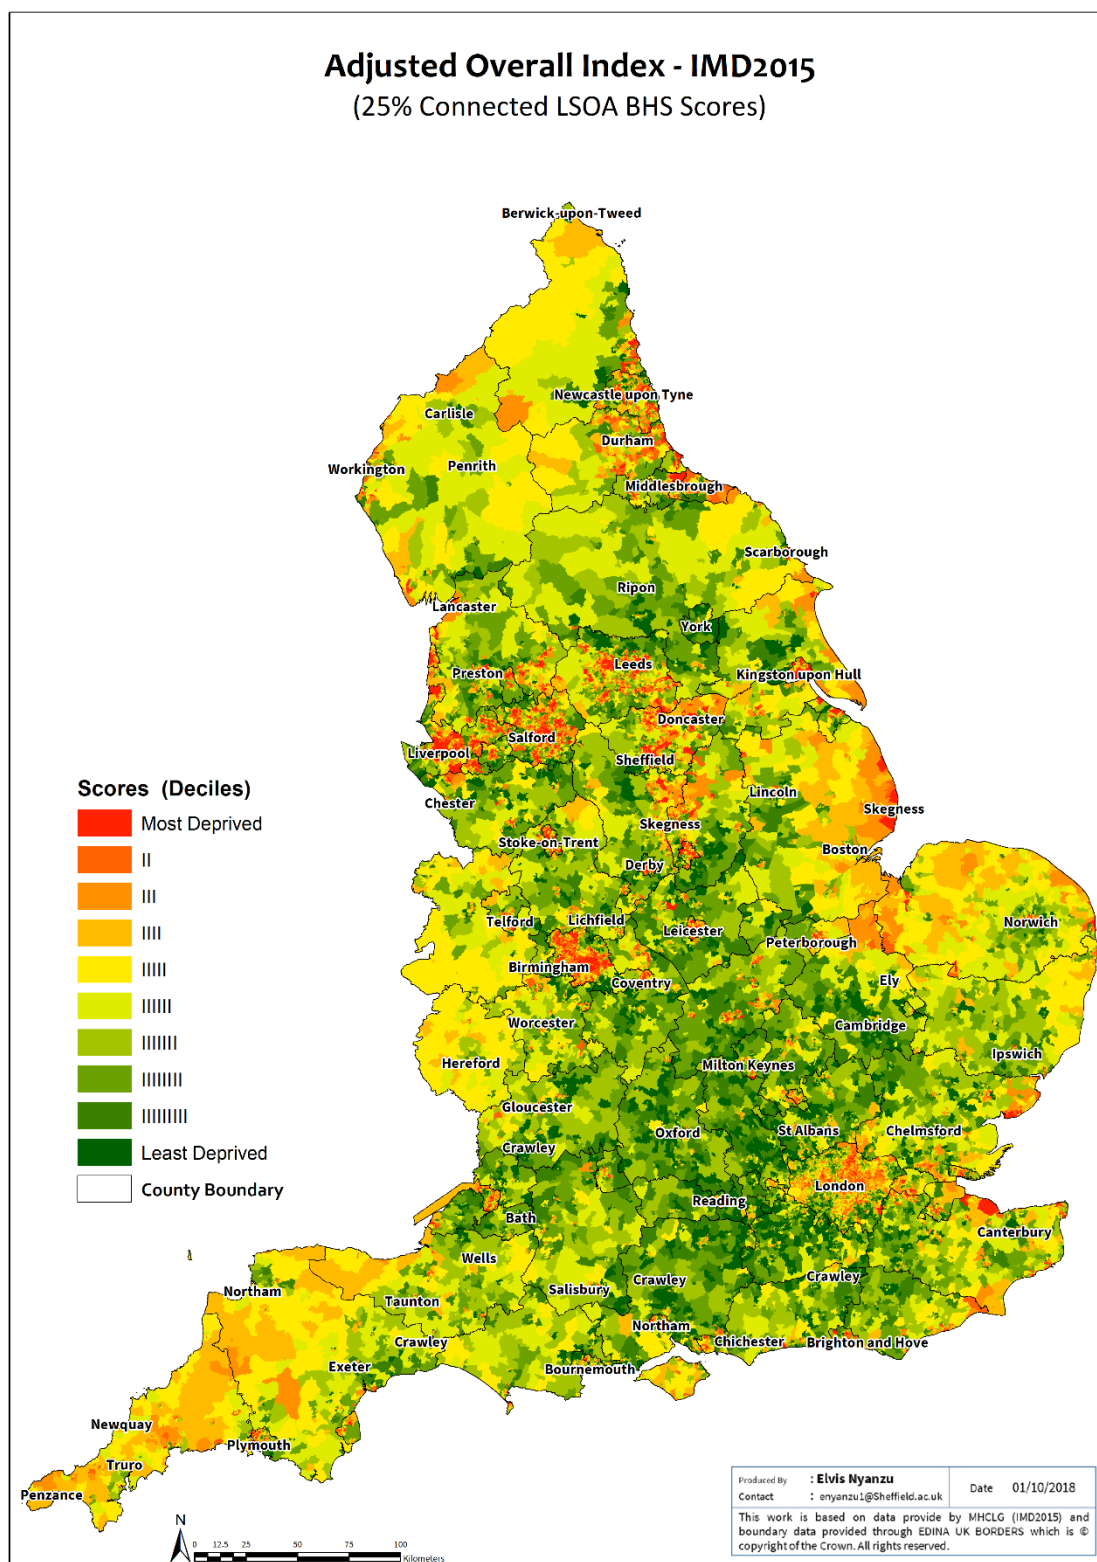 Adjusted Overall Index - IMD2015
(25% Connected LSOA BHS Scores)
Berwick-upon-Tweed
Newcastle upon Tyne
Carlisle
Durham
Workington
Penrith
Middlesbrough
Scarborough
Ripon
Lancaster
York
Leeds
Preston
Kingston upon Hull
Doncaster
Salford
Liverpool
Sheffield
Lincoln
Chester
Skegness
Skegness
Stoke-on-Trent
Boston
Derby
Telford
Lichfield
Leicester
Norwich
Peterborough
Birmingham
Coventry
Ely
Worcester
Cambridge
Hereford
Milton Keynes
Ipswich
Gloucester
Oxford
St Albans
Chelmsford
Crawley
London
Reading
Bath
Canterbury
Wells
Crawley
Crawley
Northam
Salisbury
Taunton
Northam
Crawley
Chichester
Brighton and Hove
Exeter
Bournemouth
Newquay
Plymouth
Truro
Penzance
Scores (Deciles)
Most Deprived
II
III
IIII
IIIII
IIIIII
IIIIIII
IIIIIIII
IIIIIIIII
Least Deprived
County Boundary
N
0 12.5 25 50 75 100
Kilometers
Produced By : Elvis Nyanzu
Contact : enyanzu1@Sheffield.ac.uk
Date 01/10/2018
This work is based on data provide by MHCLG (IMD2015) and
boundary data provided through EDINA UK BORDERS which is ©
copyright of the Crown. All rights reserved.